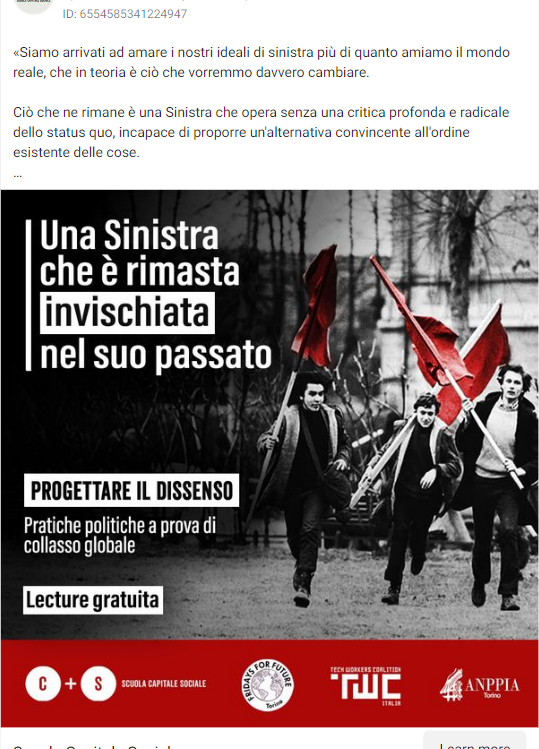 ID: 6554585341224947
«Siamo arrivati ad amare i nostri ideali di sinistra più di quanto amiamo il mondo
reale, che in teoria è ciò che vorremmo davvero cambiare.
Ciò che ne rimane è una Sinistra che opera senza una critica profonda e radicale
dello status quo, incapace di proporre un'alternativa convincente all'ordine
esistente delle cose.
...
Una Sinistra
che è rimasta
invischiata
nel suo passato
PROGETTARE IL DISSENSO
Pratiche politiche a prova di
collasso globale
Lecture gratuita
C + S SCUOLA CAPITALE SOCIALE
FRIDAYS FOR FUTURE
Torino
TECH WORKERS COALITION
TWC
ITALIA
ANPPIA
Torino
Learn more